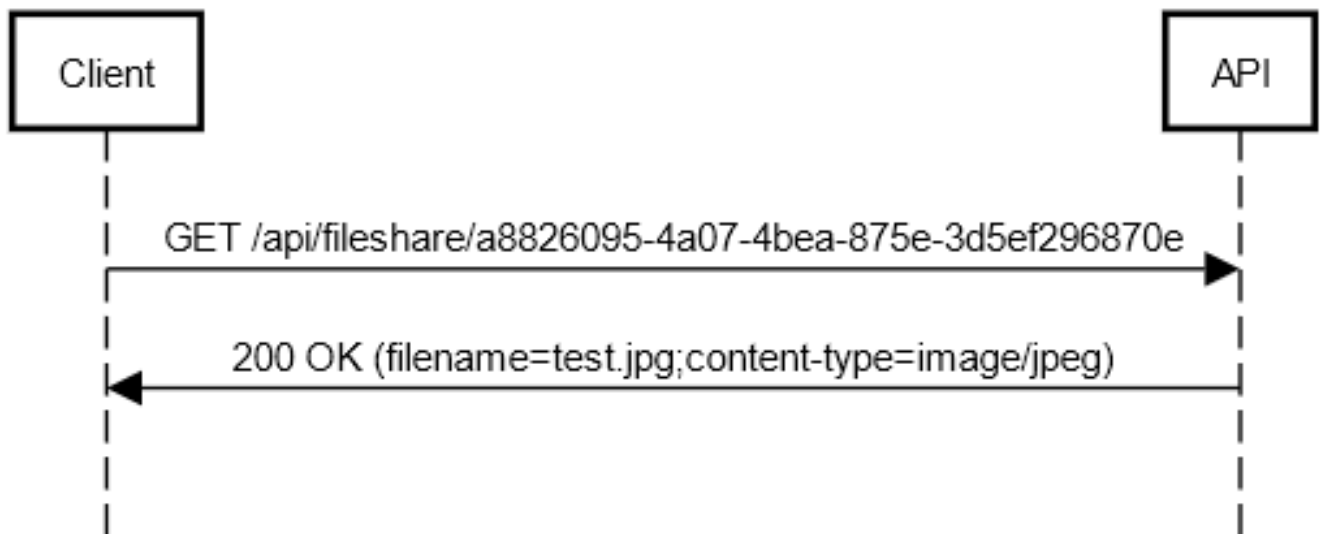 Client
API
GET /api/fileshare/a8826095-4a07-4bea-875e-3d5ef296870e
200 OK (filename=test.jpg;content-type=image/jpeg)